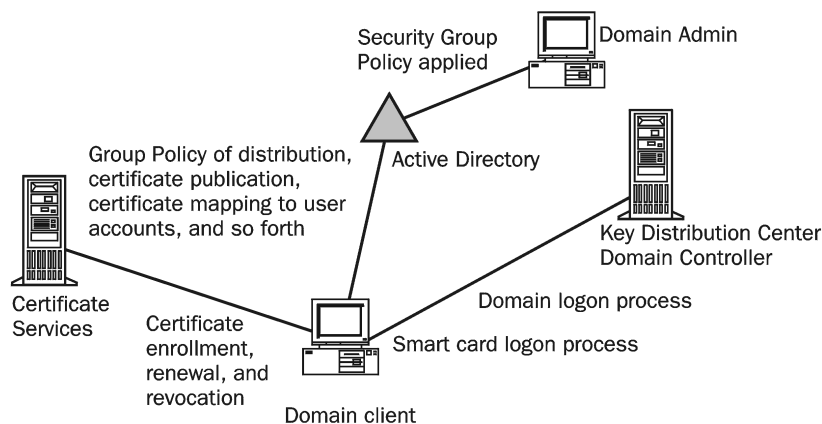 Security Group
Policy applied
Domain Admin
Active Directory
Group Policy of distribution,
certificate publication,
certificate mapping to user
accounts, and so forth
Key Distribution Center
Domain Controller
Certificate
Services
Domain logon process
Certificate
enrollment,
renewal, and
revocation
Smart card logon process
Domain client